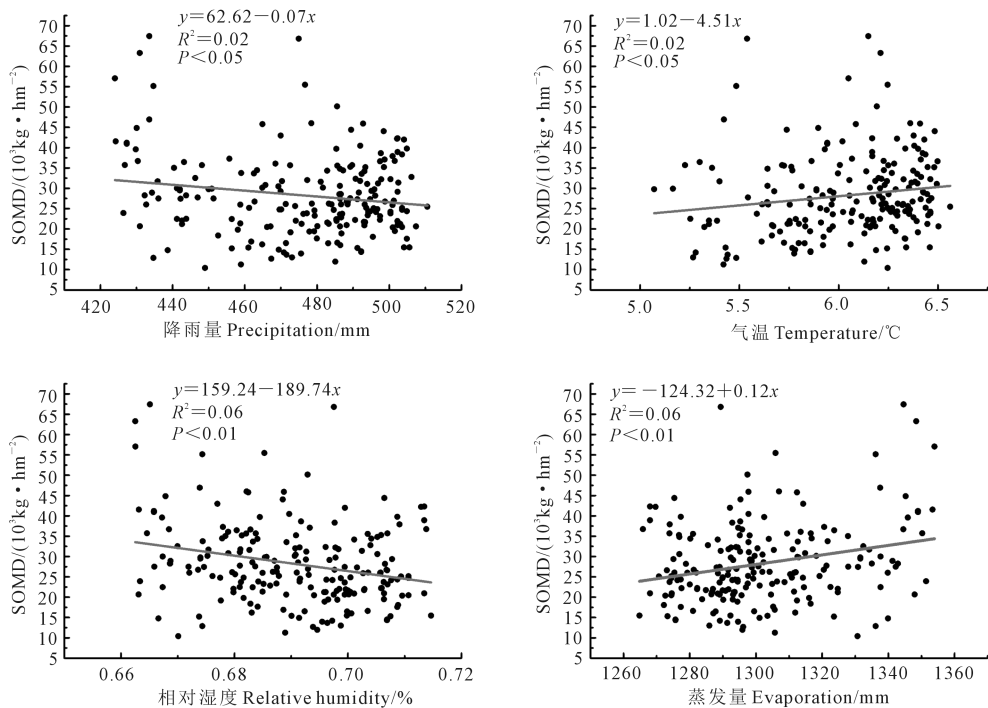 y=62.62−0.07x
R²=0.02
P<0.05
SOMD/(10³kg·hm⁻²)
70
65
60
55
50
45
40
35
30
25
20
15
10
5
420 440 460 480 500 520
降雨量 Precipitation/mm
y=1.02−4.51x
R²=0.02
P<0.05
SOMD/(10³kg·hm⁻²)
70
65
60
55
50
45
40
35
30
25
20
15
10
5
5.0 5.5 6.0 6.5
气温 Temperature/℃
y=159.24−189.74x
R²=0.06
P<0.01
SOMD/(10³kg·hm⁻²)
70
65
60
55
50
45
40
35
30
25
20
15
10
5
0.66 0.68 0.70 0.72
相对湿度 Relative humidity/%
y=−124.32+0.12x
R²=0.06
P<0.01
SOMD/(10³kg·hm⁻²)
70
65
60
55
50
45
40
35
30
25
20
15
10
5
1260 1280 1300 1320 1340 1360
蒸发量 Evaporation/mm